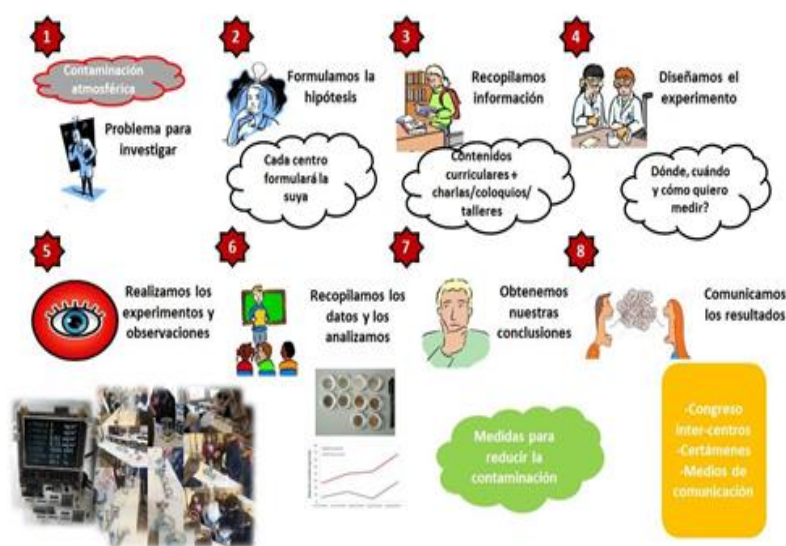 1
Contaminación
atmosférica
Problema para
investigar
2
Formulamos la
hipótesis
Cada centro
formulará la
suya
3
Recopilamos
información
Contenidos
curriculares +
charlas/coloquios/
talleres
4
Diseñamos el
experimento
Dónde, cuándo
y cómo quiero
medir?
5
Realizamos los
experimentos y
observaciones
6
Recopilamos los
datos y los
analizamos
7
Obtenemos
nuestras
conclusiones
Medidas para
reducir la
contaminación
8
Comunicamos
los resultados
-Congreso
inter-centros
-Certámenes
-Medios de
comunicación